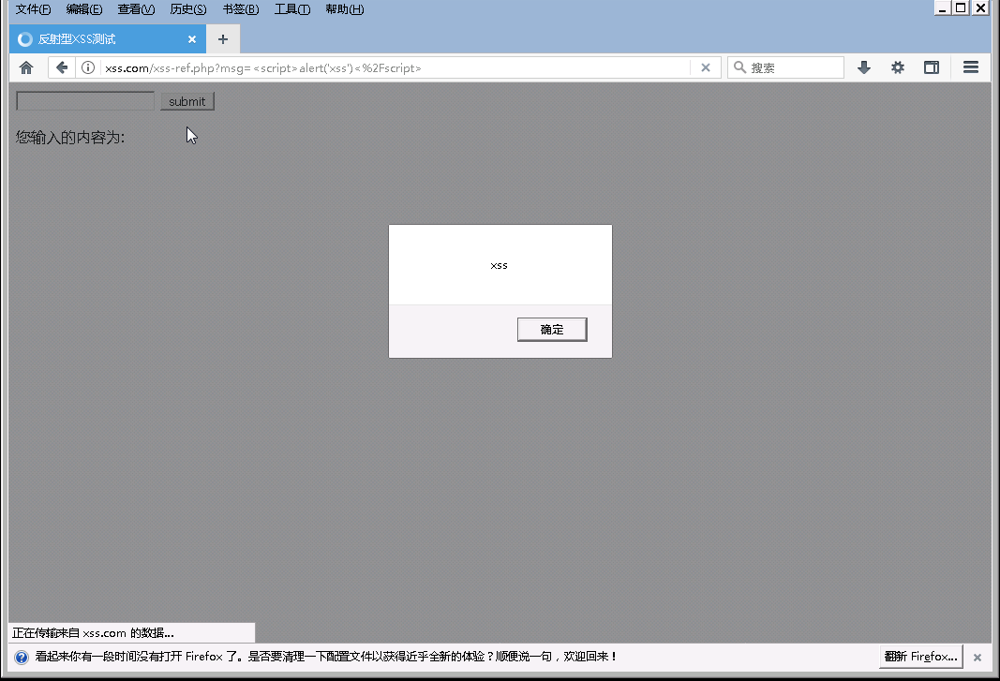 文件(F) 编辑(E) 查看(V) 历史(S) 书签(B) 工具(T) 帮助(H)
反射型XSS测试
xss.com/xss-ref.php?msg=<script>alert('xss')<%2Fscript>
搜索
submit
您输入的内容为:
xss
确定
正在传输来自 xss.com 的数据...
看起来你有一段时间没有打开 Firefox 了。是否要清理一下配置文件以获得近乎全新的体验？顺便说一句，欢迎回来！
翻新 Firefox...